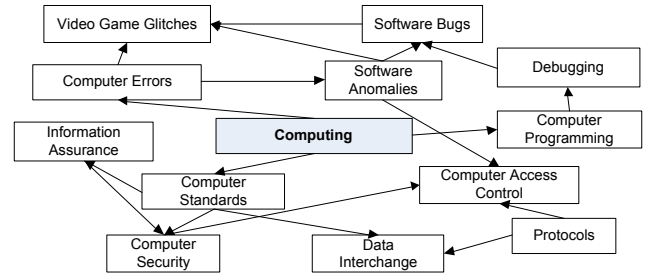 Video Game Glitches
Software Bugs
Computer Errors
Software
Anomalies
Debugging
Information
Assurance
Computing
Computer
Programming
Computer
Standards
Computer Access
Control
Computer
Security
Data
Interchange
Protocols